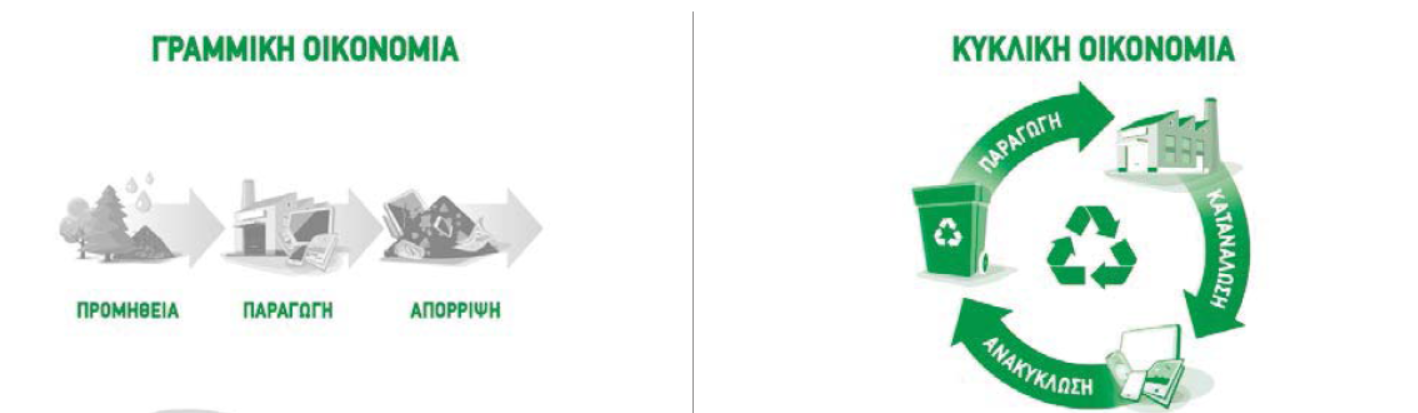 ΓΡΑΜΜΙΚΗ ΟΙΚΟΝΟΜΙΑ
ΠΡΟΜΗΘΕΙΑ
ΠΑΡΑΓΩΓΗ
ΑΠΟΡΡΙΨΗ
ΚΥΚΛΙΚΗ ΟΙΚΟΝΟΜΙΑ
ΠΑΡΑΓΩΓΗ
ΚΑΤΑΝΑΛΩΣΗ
ΑΝΑΚΥΚΛΩΣΗ